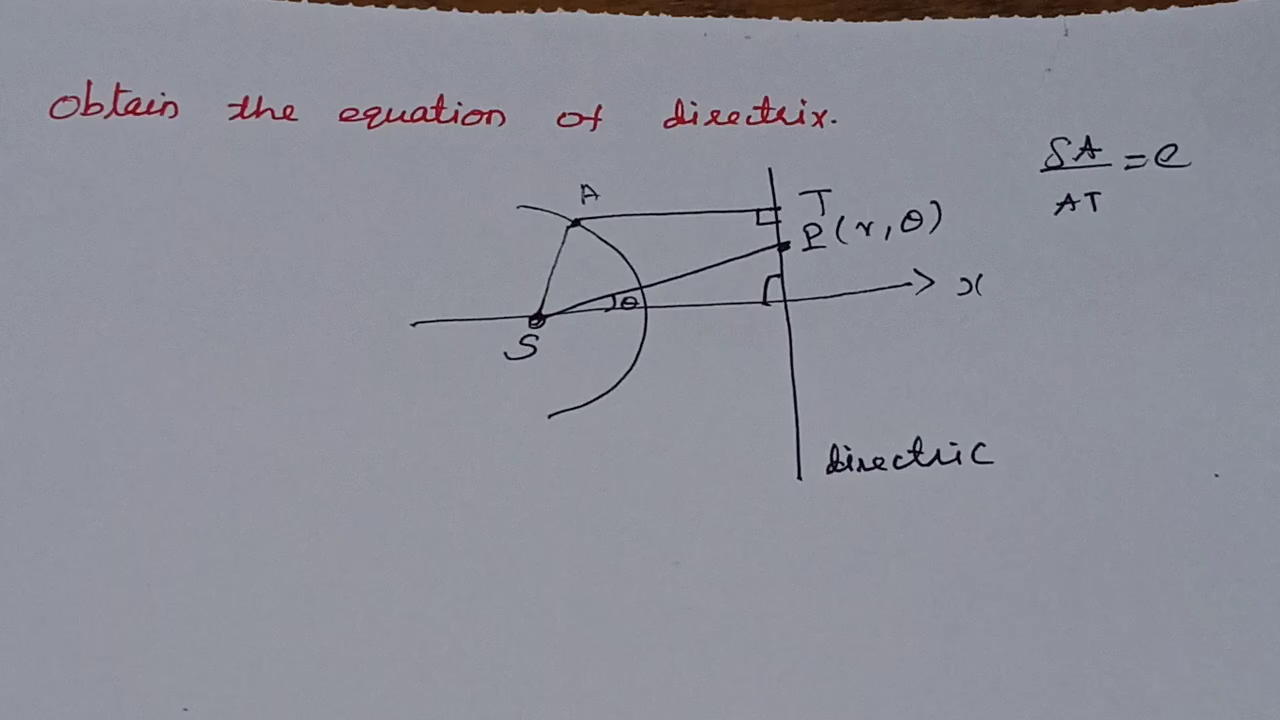 Obtain the equation of directrix.
SA/AT = e
A
T
P(r, θ)
θ
x
S
directric